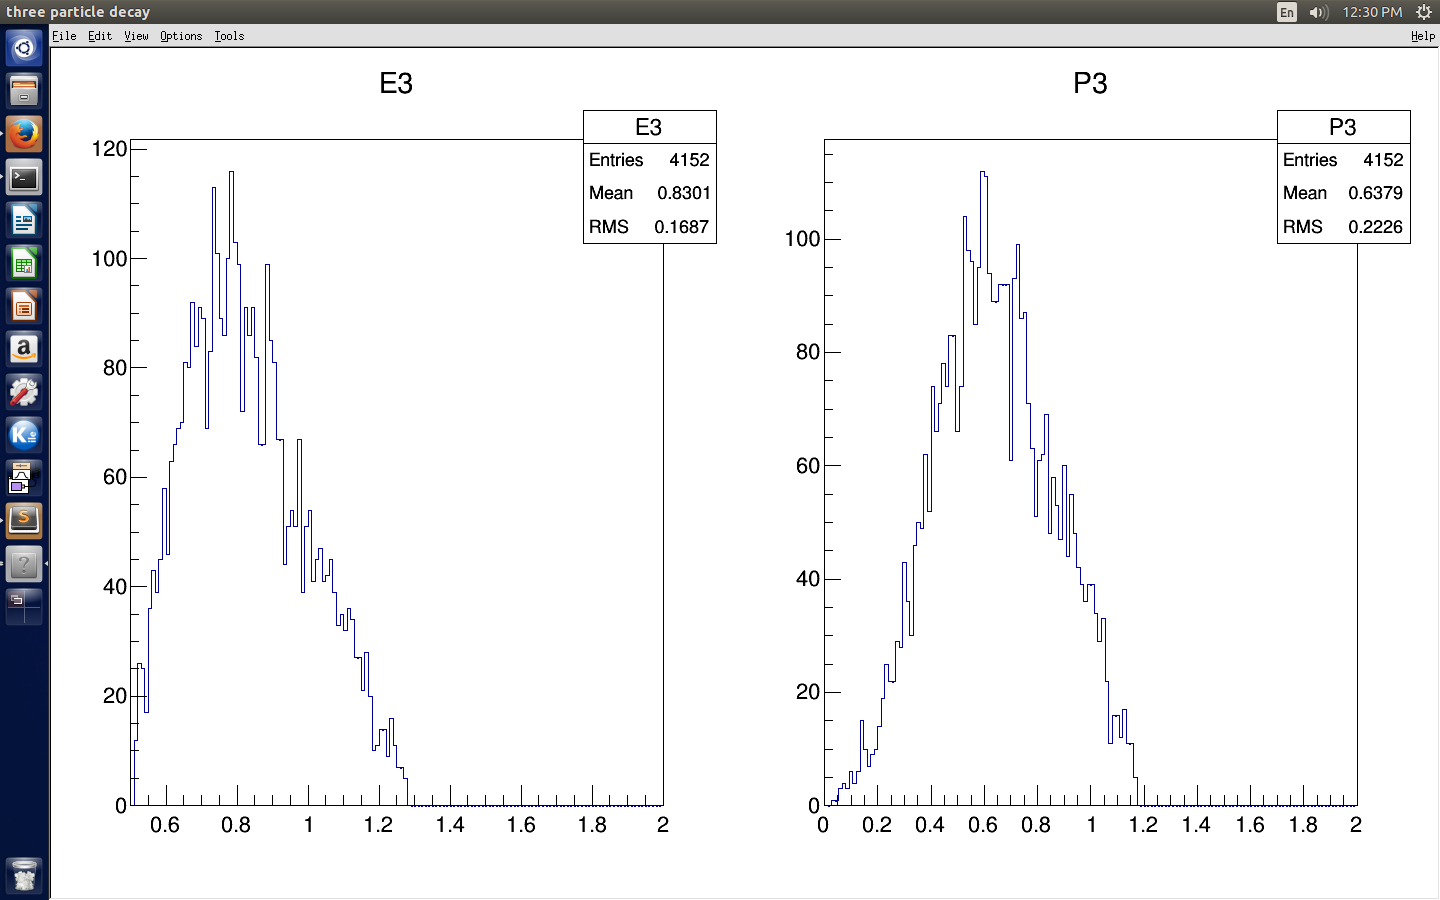 three particle decay
En
12:30 PM
File Edit View Options Tools
Help
E3
E3
Entries 4152
Mean 0.8301
RMS 0.1687
120
100
80
60
40
20
0
0.6 0.8 1 1.2 1.4 1.6 1.8 2
P3
P3
Entries 4152
Mean 0.6379
RMS 0.2226
100
80
60
40
20
0
0 0.2 0.4 0.6 0.8 1 1.2 1.4 1.6 1.8 2